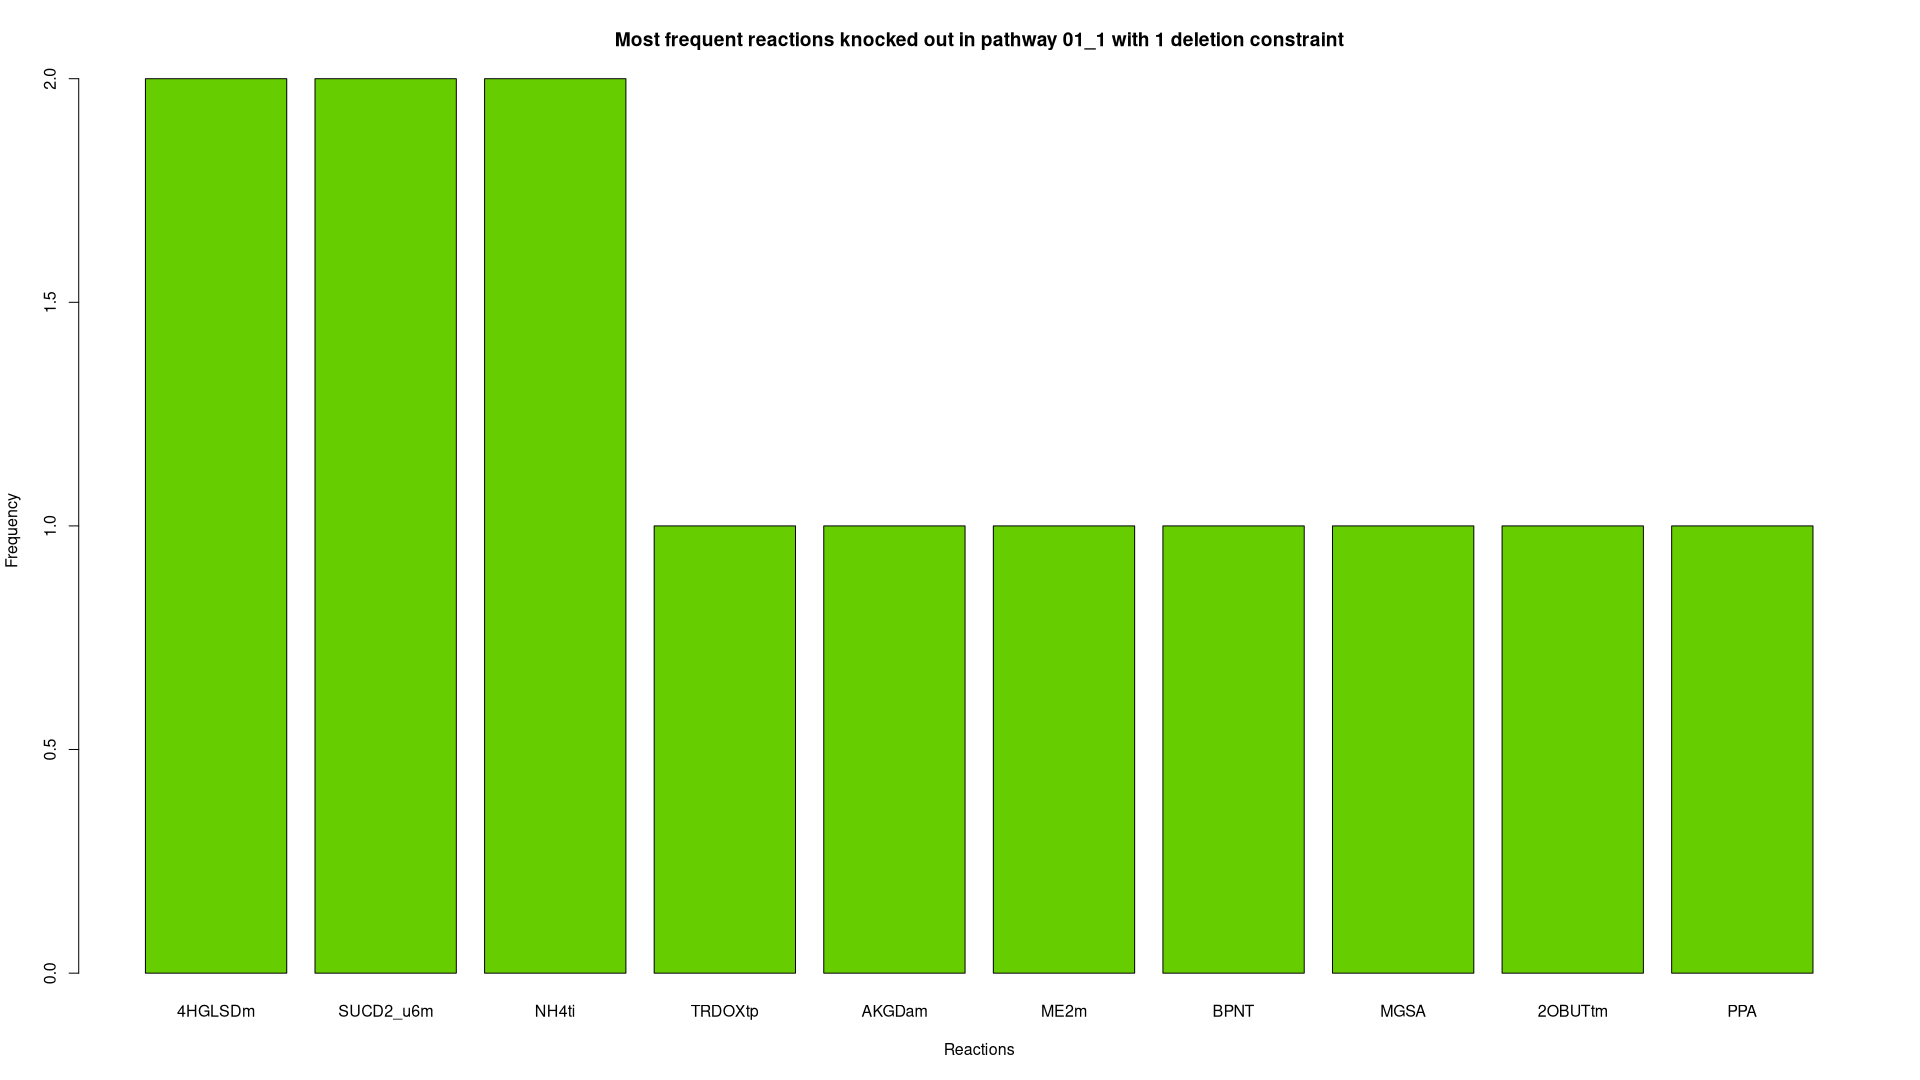 Most frequent reactions knocked out in pathway 01_1 with 1 deletion constraint
2.0
1.5
1.0
0.5
0.0
Frequency
4HGLSDm SUCD2_u6m NH4ti TRDOXtp AKGDam ME2m BPNT MGSA 2OBUTtm PPA
Reactions